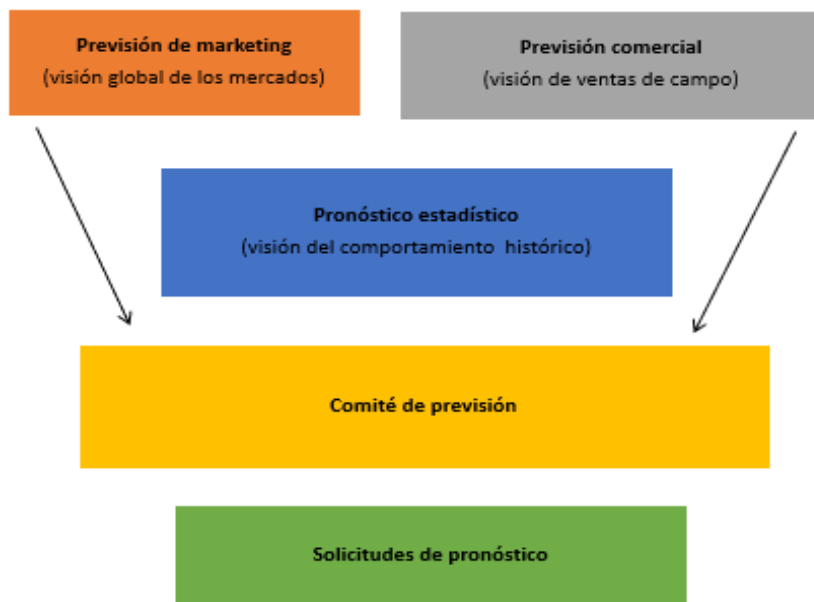 Previsión de marketing
(visión global de los mercados)
Previsión comercial
(visión de ventas de campo)
Pronóstico estadístico
(visión del comportamiento histórico)
Comité de previsión
Solicitudes de pronóstico